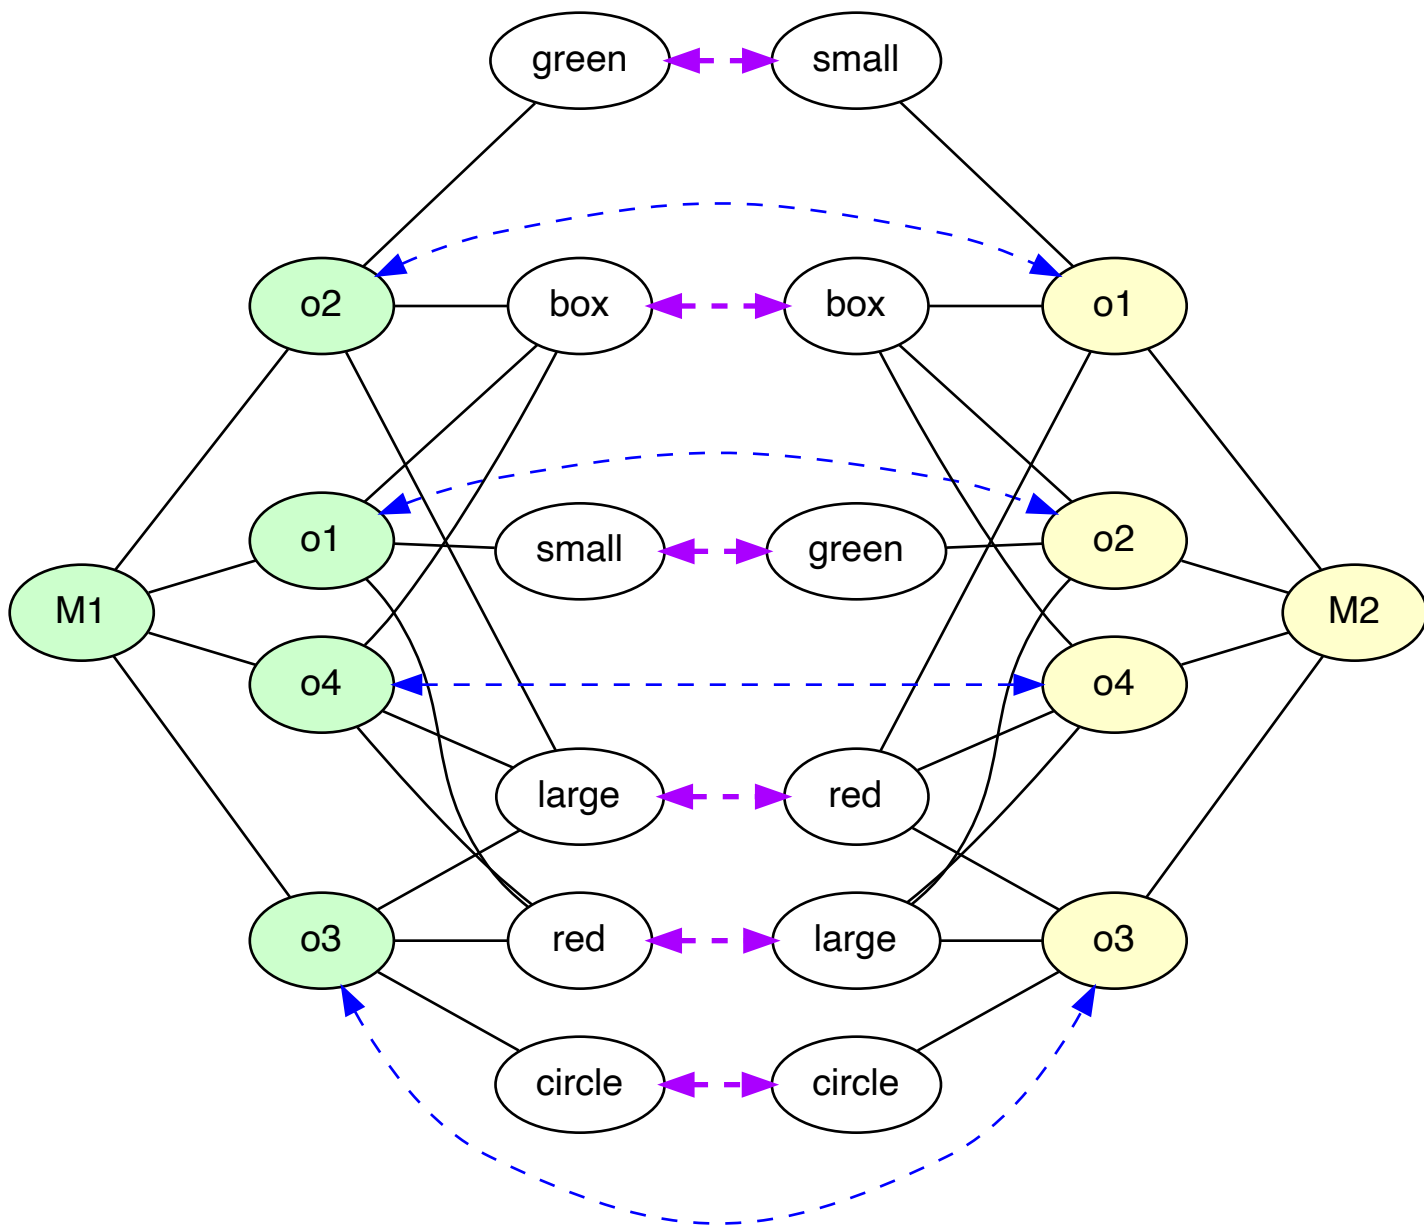 green small
o2 box box o1
o1 small green o2
M1 M2
o4 o4
large red
o3 red large o3
circle circle